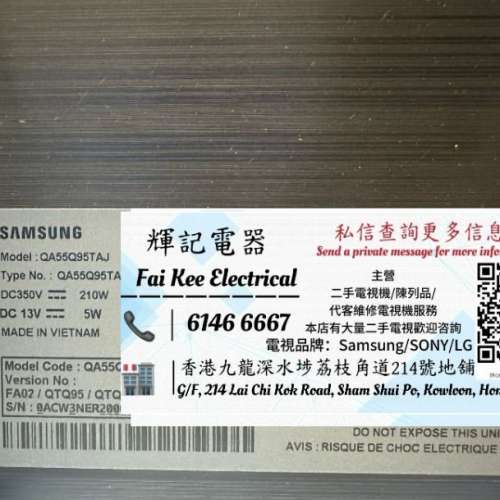 SAMSUNG
Model : QA55Q95TAJ
Type No. : QA55Q95TA
DC350V 210W
DC 13V 5W
MADE IN VIETNAM
Model Code : QA55Q
Version No :
FA02 / QTQ95 / QTQ
S/N : 0ACW3NER200
輝記電器
Fai Kee Electrical
6146 6667
私信查詢更多信息
Send a private message for more infor
主營
二手電視機/陳列品/
代客維修電視機服務
本店有大量二手電視歡迎咨詢
電視品牌: Samsung/SONY/LG
香港九龍深水埗荔枝角道214號地舖
G/F, 214 Lai Chi Kok Road, Sham Shui Po, Kowloon, Hon
DO NOT EXPOSE THIS UNI
AVIS : RISQUE DE CHOC ELECTRIQUE